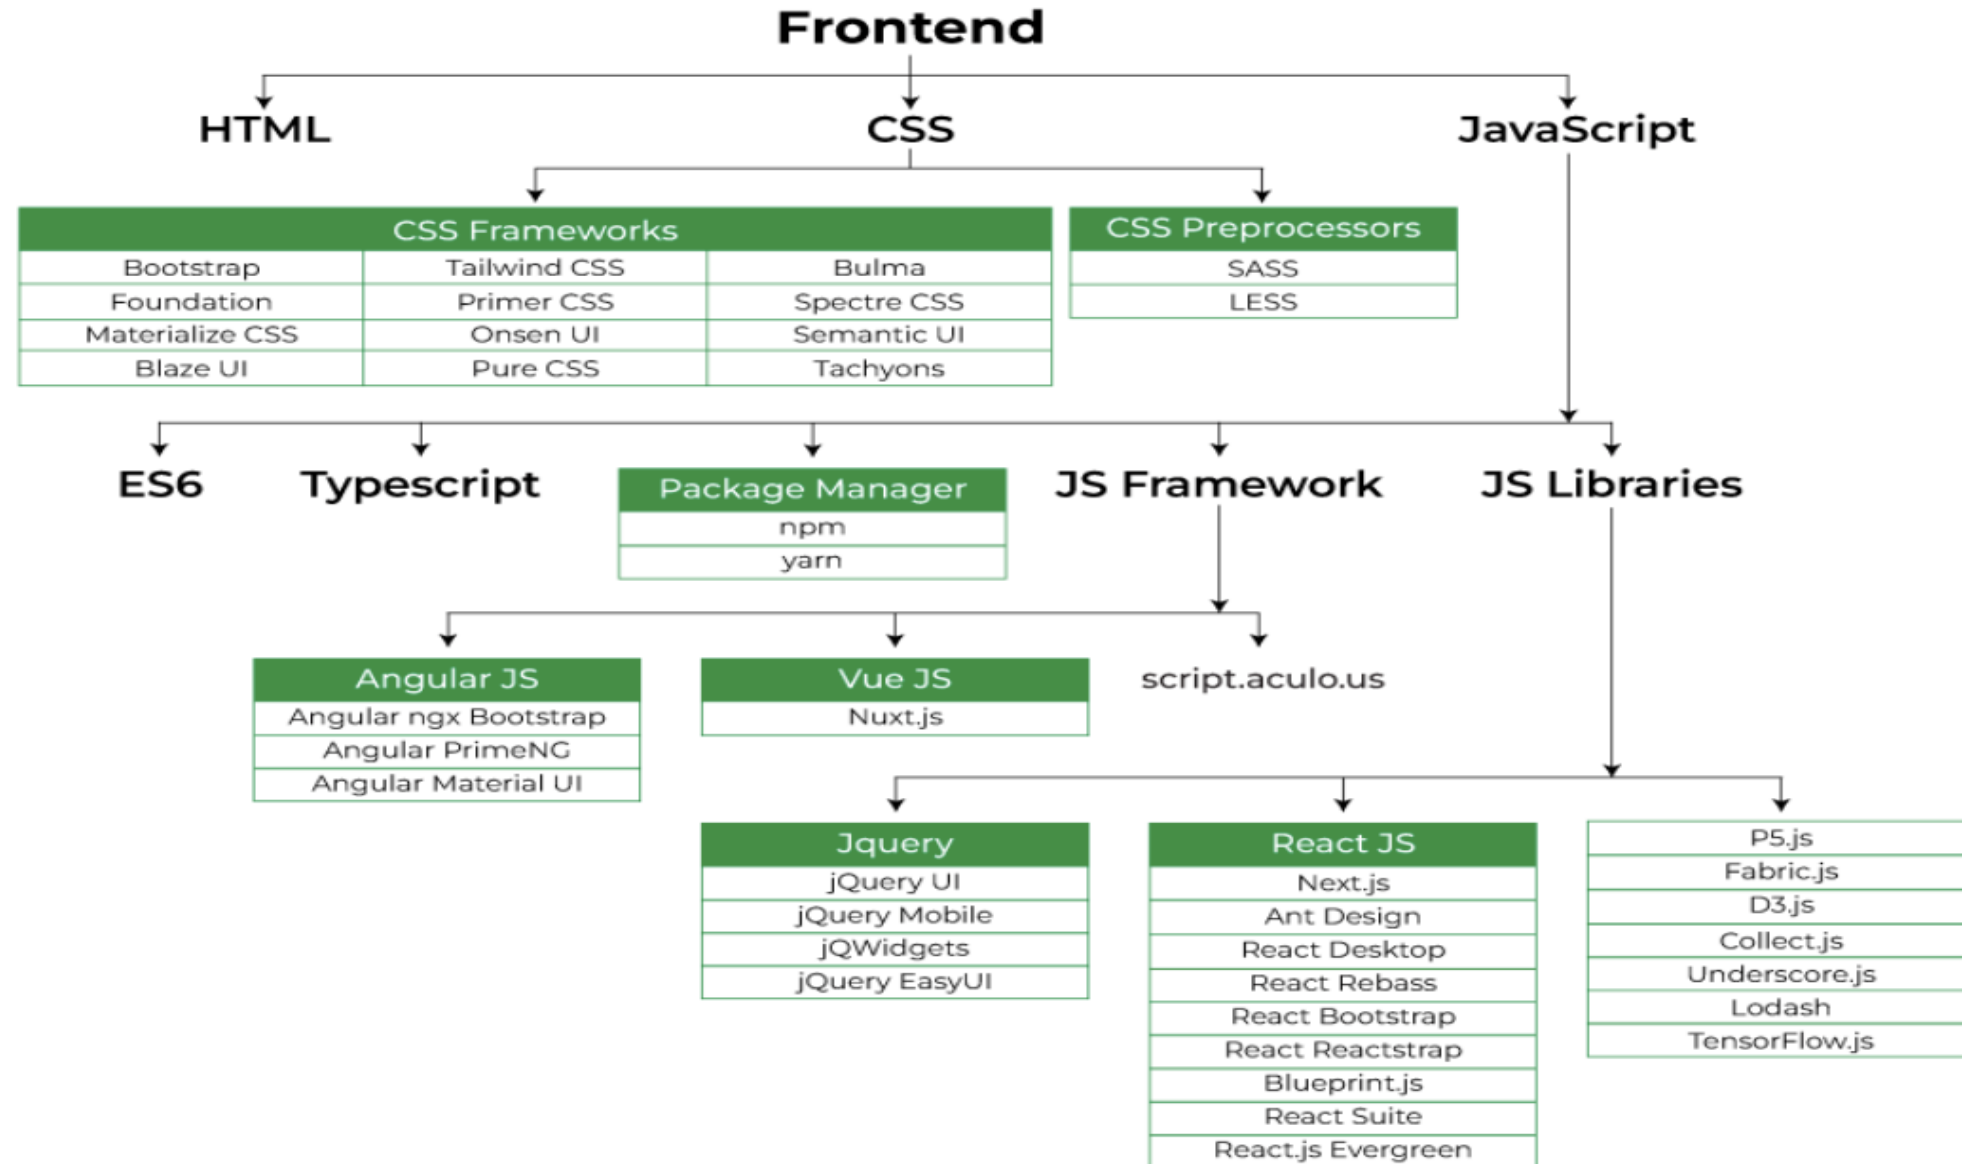 Frontend
HTML
CSS
JavaScript
CSS Frameworks
Bootstrap Tailwind CSS Bulma
Foundation Primer CSS Spectre CSS
Materialize CSS Onsen UI Semantic UI
Blaze UI Pure CSS Tachyons
CSS Preprocessors
SASS
LESS
ES6
Typescript
Package Manager
npm
yarn
JS Framework
JS Libraries
Angular JS
Angular ngx Bootstrap
Angular PrimeNG
Angular Material UI
Vue JS
Nuxt.js
script.aculo.us
Jquery
jQuery UI
jQuery Mobile
jQWidgets
jQuery EasyUI
React JS
Next.js
Ant Design
React Desktop
React Rebass
React Bootstrap
React Reactstrap
Blueprint.js
React Suite
React.js Evergreen
P5.js
Fabric.js
D3.js
Collect.js
Underscore.js
Lodash
TensorFlow.js